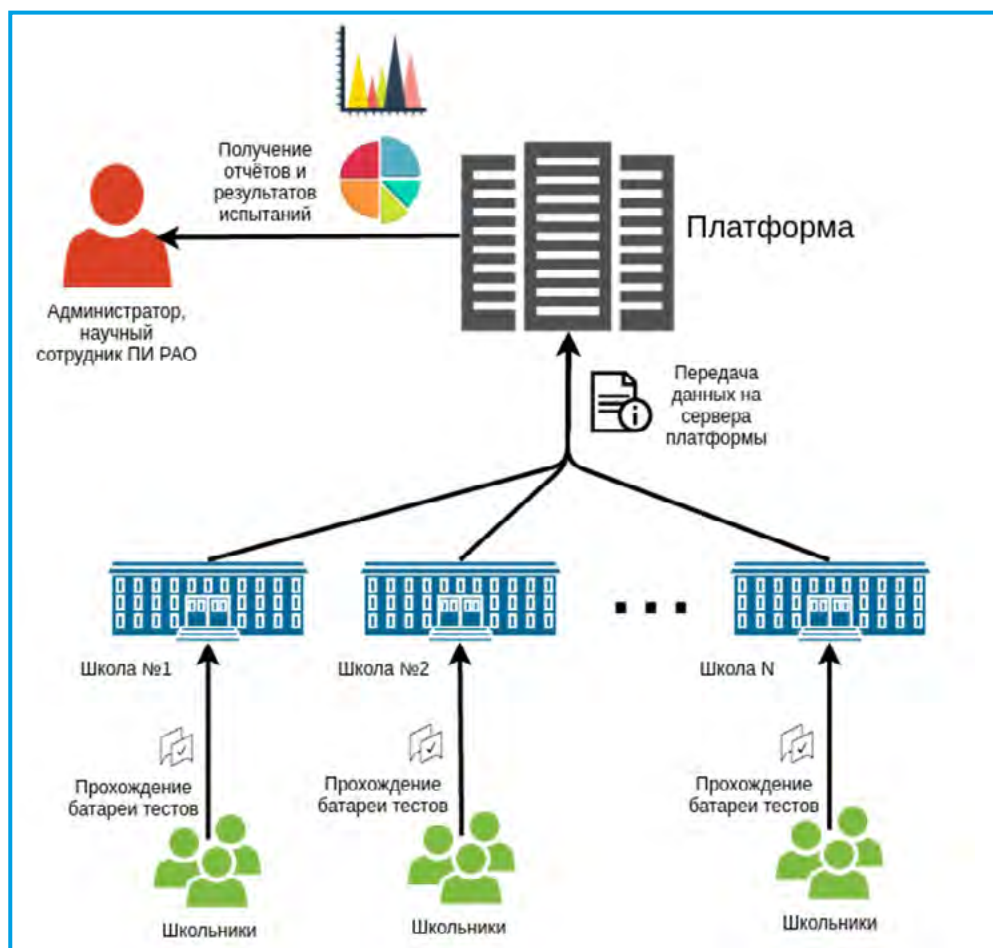 Получение
отчётов и
результатов
испытаний
Платформа
Администратор,
научный
сотрудник ПИ РАО
Передача
данных на
сервера
платформы
Школа №1
Школа №2
Школа N
Прохождение
батареи тестов
Прохождение
батареи тестов
Прохождение
батареи тестов
Школьники
Школьники
Школьники